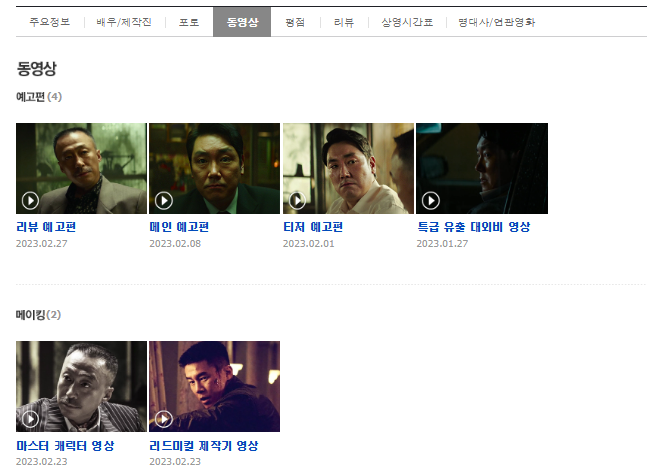 주요정보 배우/제작진 포토 동영상 평점 리뷰 상영시간표 명대사/연관영화
동영상
예고편 (4)
리뷰 예고편 메인 예고편 티저 예고편 특급 유출 대외비 영상
2023.02.27 2023.02.08 2023.02.01 2023.01.27
메이킹(2)
마스터 캐릭터 영상 리드미컬 제작기 영상
2023.02.23 2023.02.23